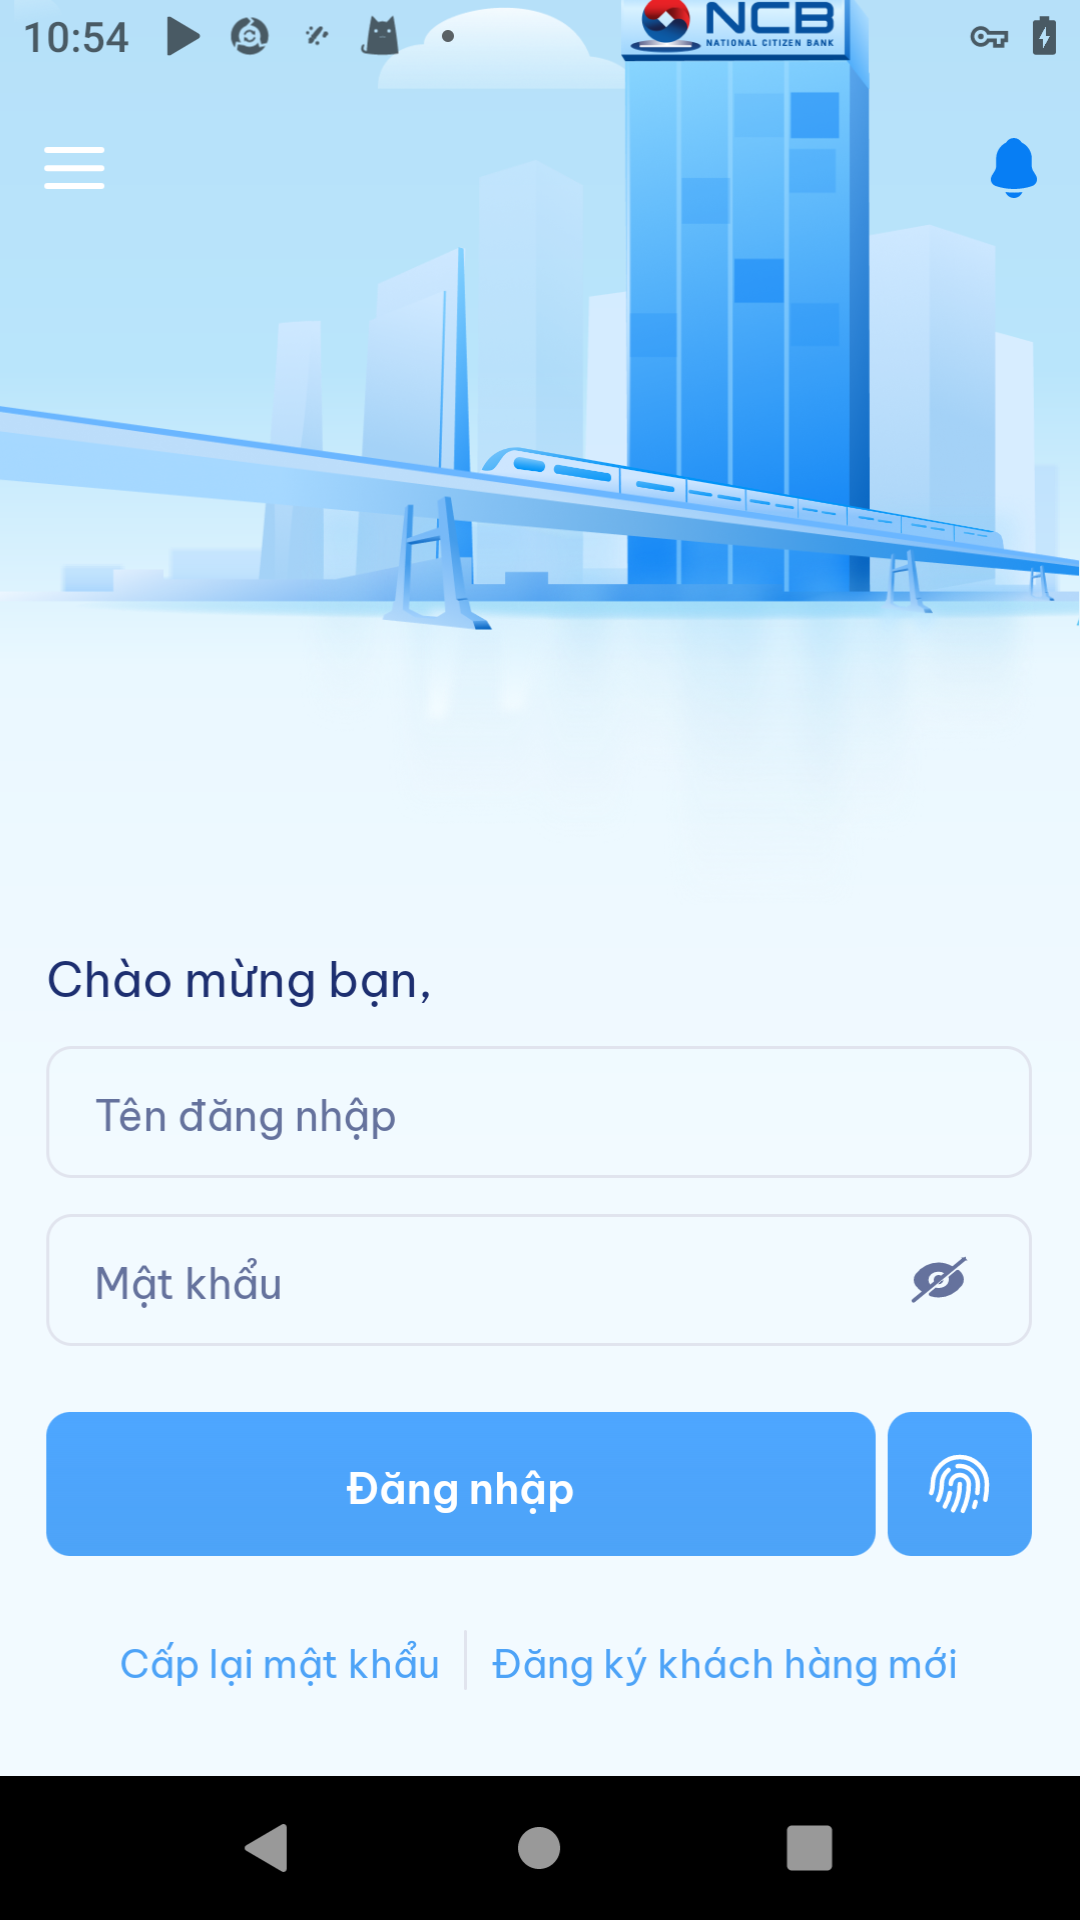 10:54
NCB
NATIONAL CITIZEN BANK
Chào mừng bạn,
Tên đăng nhập
Mật khẩu
Đăng nhập
Cấp lại mật khẩu
Đăng ký khách hàng mới